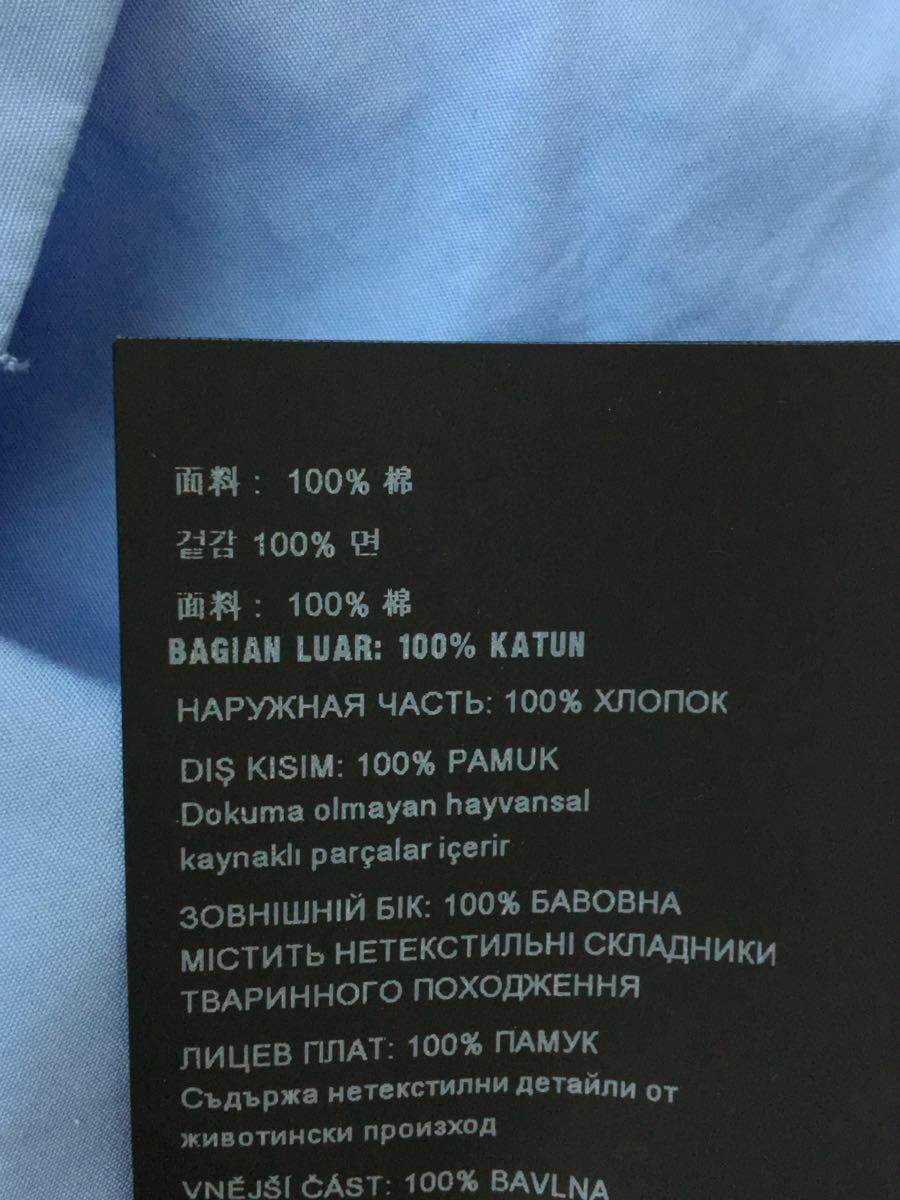 面料： 100% 棉
겉감 100% 면
面料： 100% 棉
BAGIAN LUAR: 100% KATUN
НАРУЖНАЯ ЧАСТЬ: 100% ХЛОПОК
DIŞ KISIM: 100% PAMUK
Dokuma olmayan hayvansal
kaynaklı parçalar içerir
ЗОВНІШНІЙ БІК: 100% БАВОВНА
МІСТИТЬ НЕТЕКСТИЛЬНІ СКЛАДНИКИ
ТВАРИННОГО ПОХОДЖЕННЯ
ЛИЦЕВ ПЛАТ: 100% ПАМУК
Съдържа нетекстилни детайли от
животински произход
VNĚJŠÍ ČÁST: 100% BAVLNA